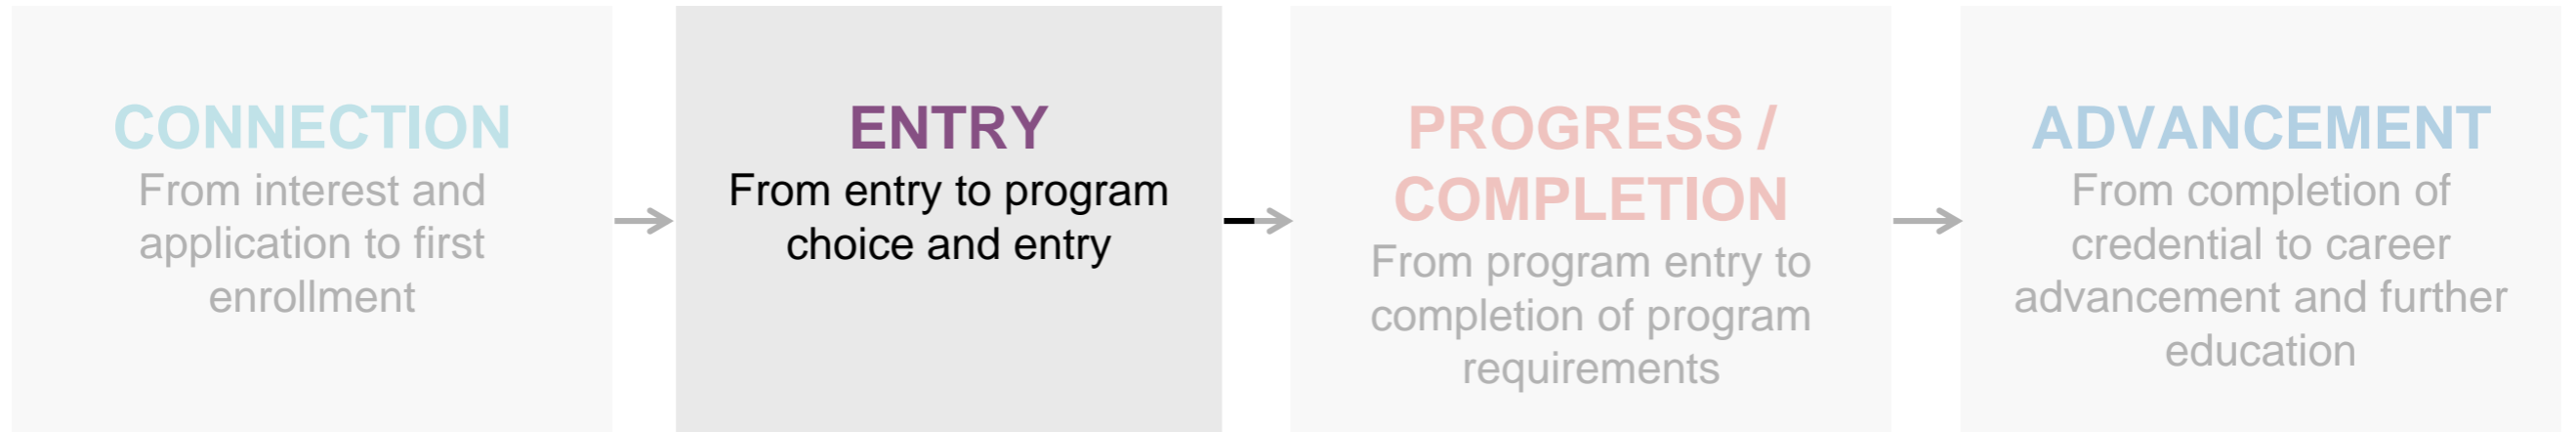 CONNECTION
From interest and
application to first
enrollment
ENTRY
From entry to program
choice and entry
PROGRESS /
COMPLETION
From program entry to
completion of program
requirements
ADVANCEMENT
From completion of
credential to career
advancement and further
education